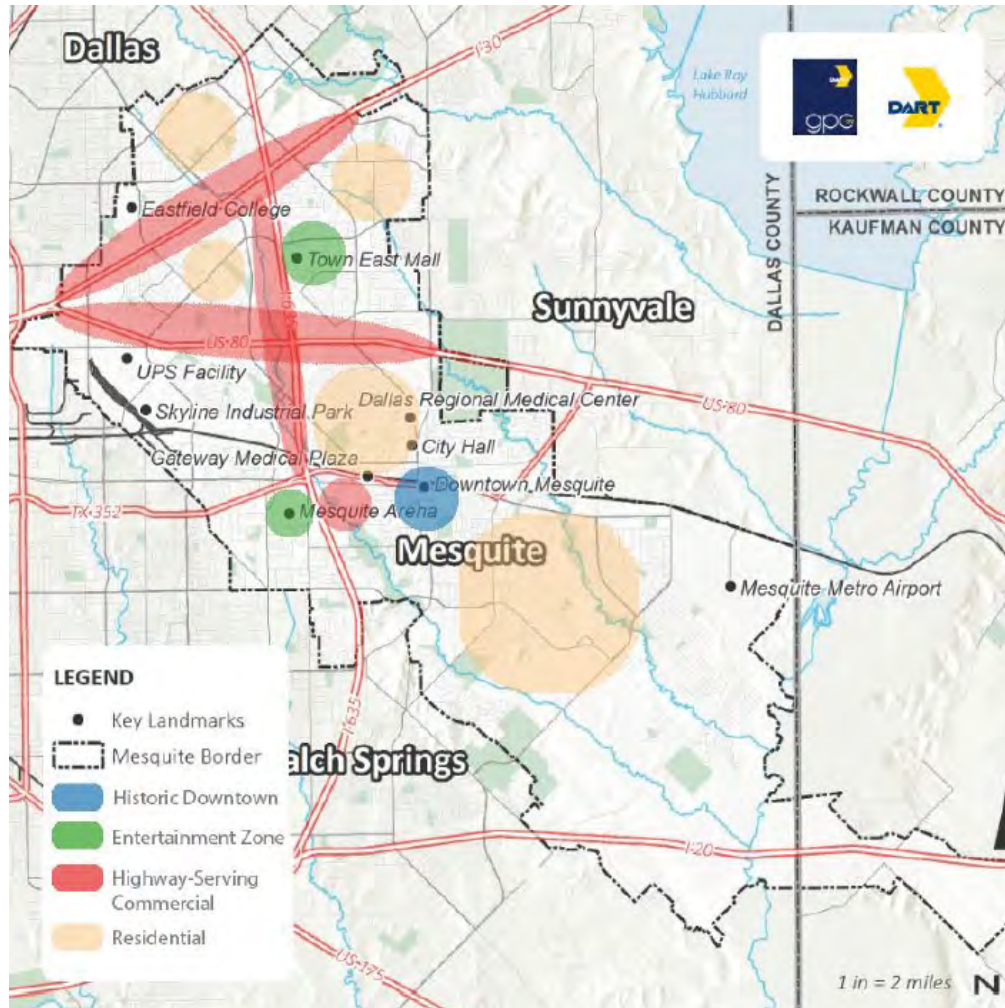 Dallas
I-30
Lake Ray
Hubbard
gpc
DART
ROCKWALL COUNTY
KAUFMAN COUNTY
DALLAS COUNTY
Eastfield College
Town East Mall
Sunnyvale
US-80
UPS Facility
Dallas Regional Medical Center
Skyline Industrial Park
US-80
City Hall
Gateway Medical Plaza
Downtown Mesquite
TX-352
Mesquite Arena
Mesquite
Mesquite Metro Airport
LEGEND
Key Landmarks
Mesquite Border
Historic Downtown
Entertainment Zone
Highway-Serving
Commercial
Residential
I-635
alch Springs
I-20
US-175
1 in = 2 miles
N